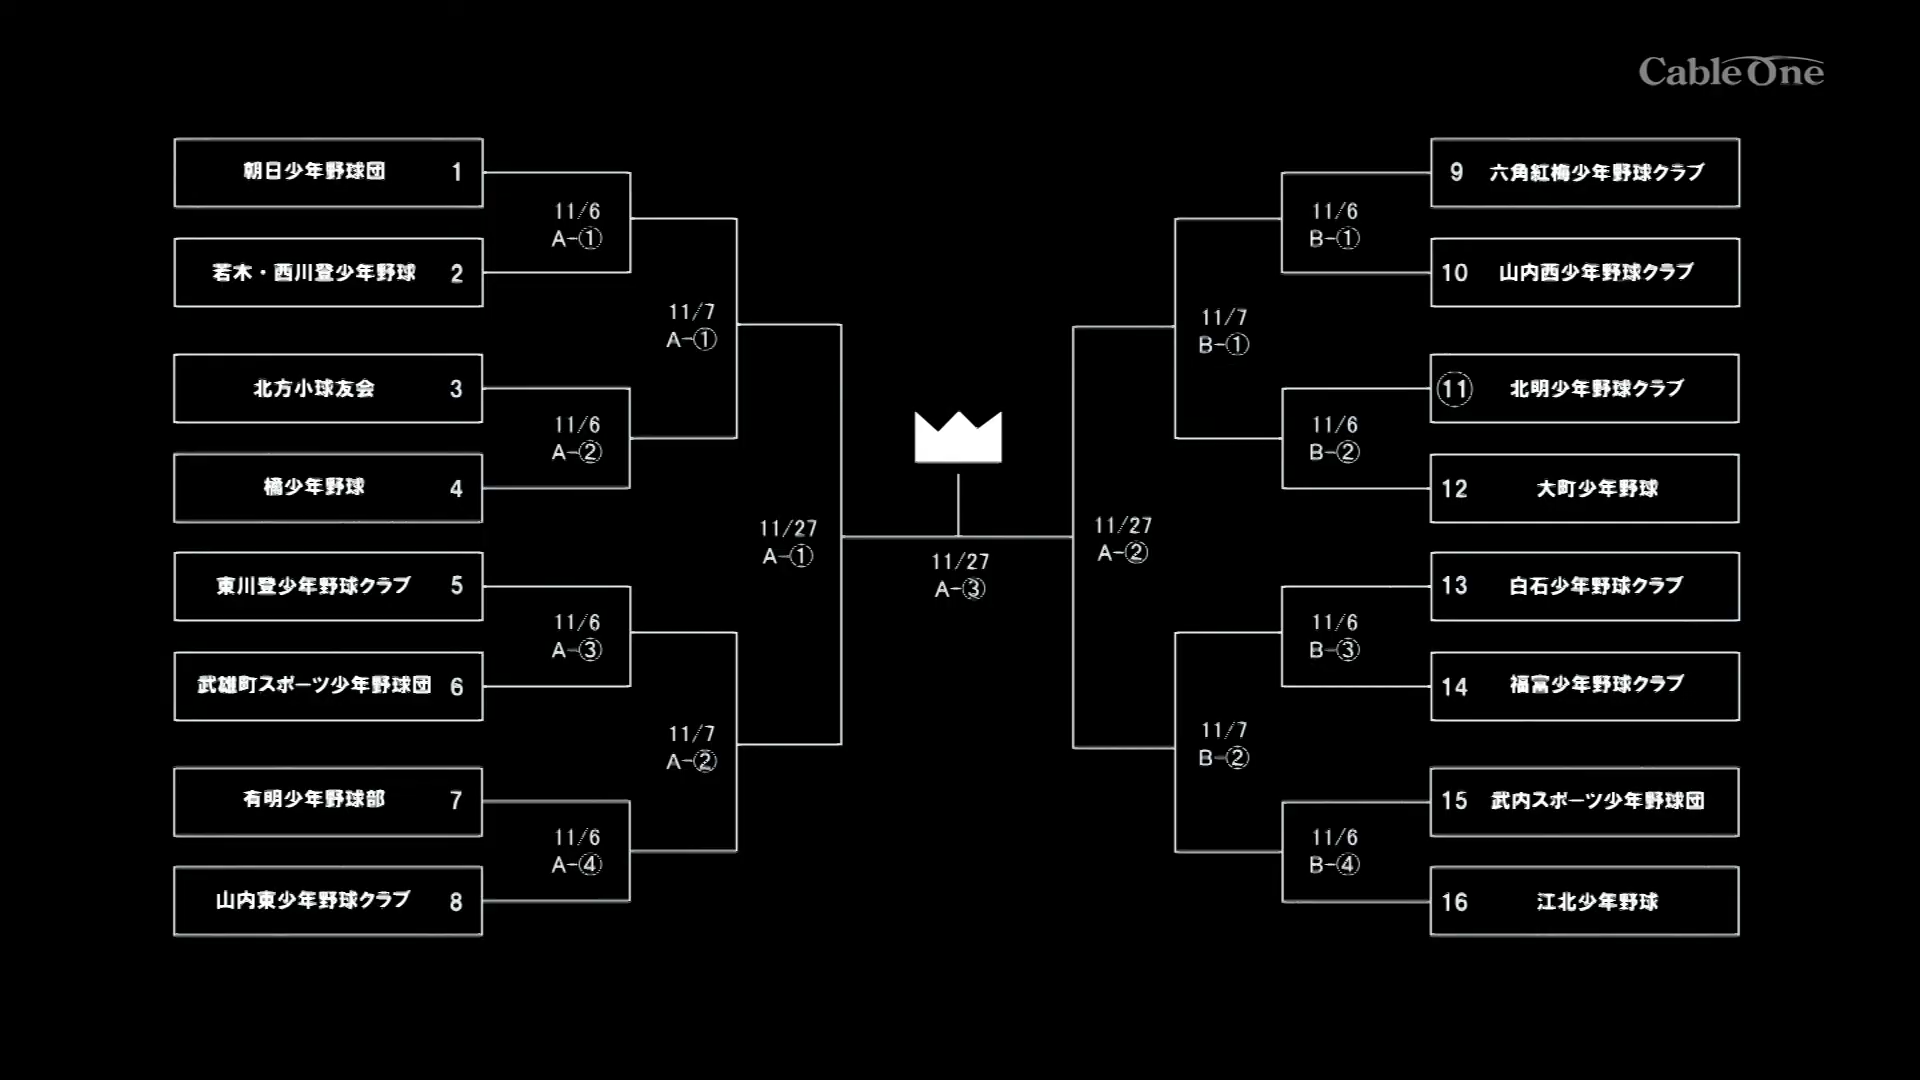 CableOne
朝日少年野球団 1
若木・西川登少年野球 2
北方小球友会 3
橘少年野球 4
東川登少年野球クラブ 5
武雄町スポーツ少年野球団 6
有明少年野球部 7
山内東少年野球クラブ 8
11/6
A-①
11/6
A-②
11/6
A-③
11/6
A-④
11/7
A-①
11/7
A-②
11/27
A-①
11/27
A-③
11/27
A-②
11/7
B-①
11/7
B-②
11/6
B-①
11/6
B-②
11/6
B-③
11/6
B-④
9 六角紅梅少年野球クラブ
10 山内西少年野球クラブ
⑪ 北明少年野球クラブ
12 大町少年野球
13 白石少年野球クラブ
14 福富少年野球クラブ
15 武内スポーツ少年野球団
16 江北少年野球